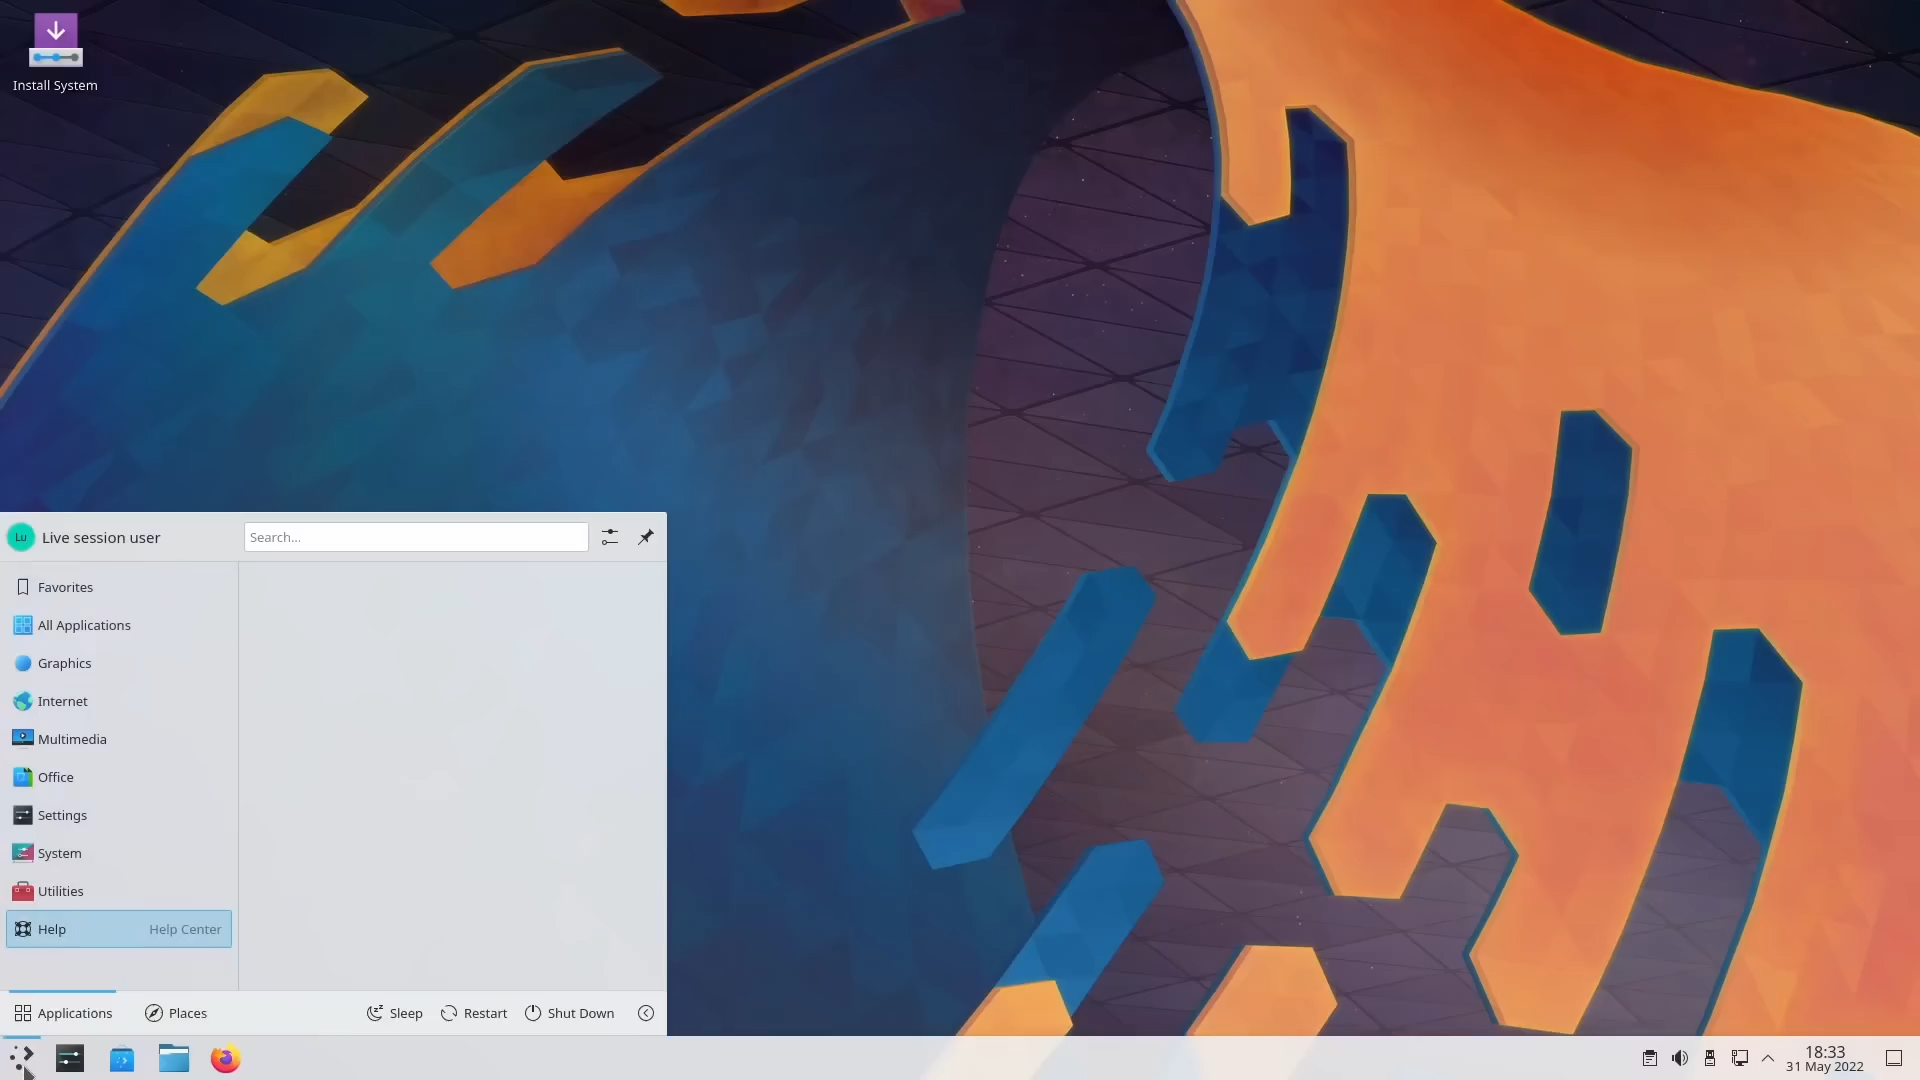 Install System
Lu
Live session user
Search...
Favorites
All Applications
Graphics
Internet
Multimedia
Office
Settings
System
Utilities
Help
Help Center
Applications
Places
Sleep
Restart
Shut Down
18:33
31 May 2022